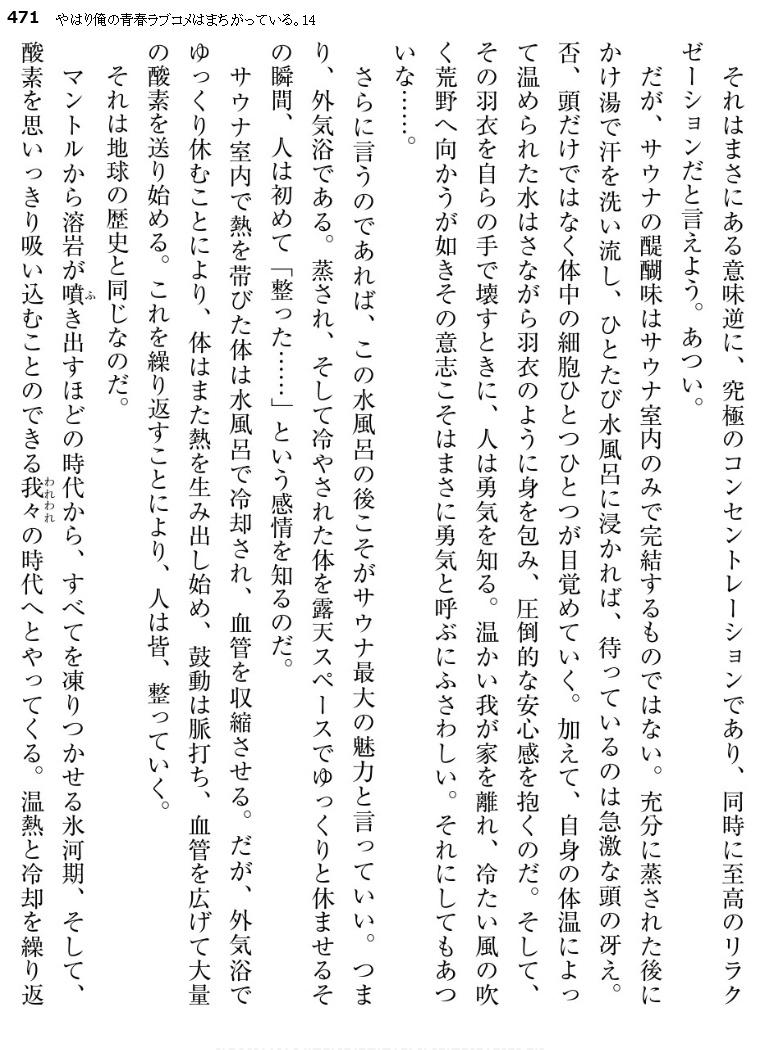 471 やはり俺の青春ラブコメはまちがっている。14
それはまさにある意味逆に、究極のコンセントレーションであり、同時に至高のリラク
ゼーションだと言えよう。あつい。
だが、サウナの醍醐味はサウナ室内のみで完結するものではない。充分に蒸された後に
かけ湯で汗を洗い流し、ひとたび水風呂に浸かれば、待っているのは急激な頭の冴え。
否、頭だけではなく体中の細胞ひとつひとつが目覚めていく。加えて、自身の体温によっ
て温められた水はさながら羽衣のように身を包み、圧倒的な安心感を抱くのだ。そして、
その羽衣を自らの手で壊すときに、人は勇気を知る。温かい我が家を離れ、冷たい風の吹
く荒野へ向かうが如きその意志こそはまさに勇気と呼ぶにふさわしい。それにしてもあつ
いな……。
さらに言うのであれば、この水風呂の後こそがサウナ最大の魅力と言っていい。つま
り、外気浴である。蒸され、そして冷やされた体を露天スペースでゆっくりと休ませるそ
の瞬間、人は初めて「整った……」という感情を知るのだ。
サウナ室内で熱を帯びた体は水風呂で冷却され、血管を収縮させる。だが、外気浴で
ゆっくり休むことにより、体はまた熱を生み出し始め、鼓動は脈打ち、血管を広げて大量
の酸素を送り始める。これを繰り返すことにより、人は皆、整っていく。
それは地球の歴史と同じなのだ。
マントルから溶岩が噴ふき出すほどの時代から、すべてを凍りつかせる氷河期、そして、
酸素を思いっきり吸い込むことのできる我々われわれの時代へとやってくる。温熱と冷却を繰り返